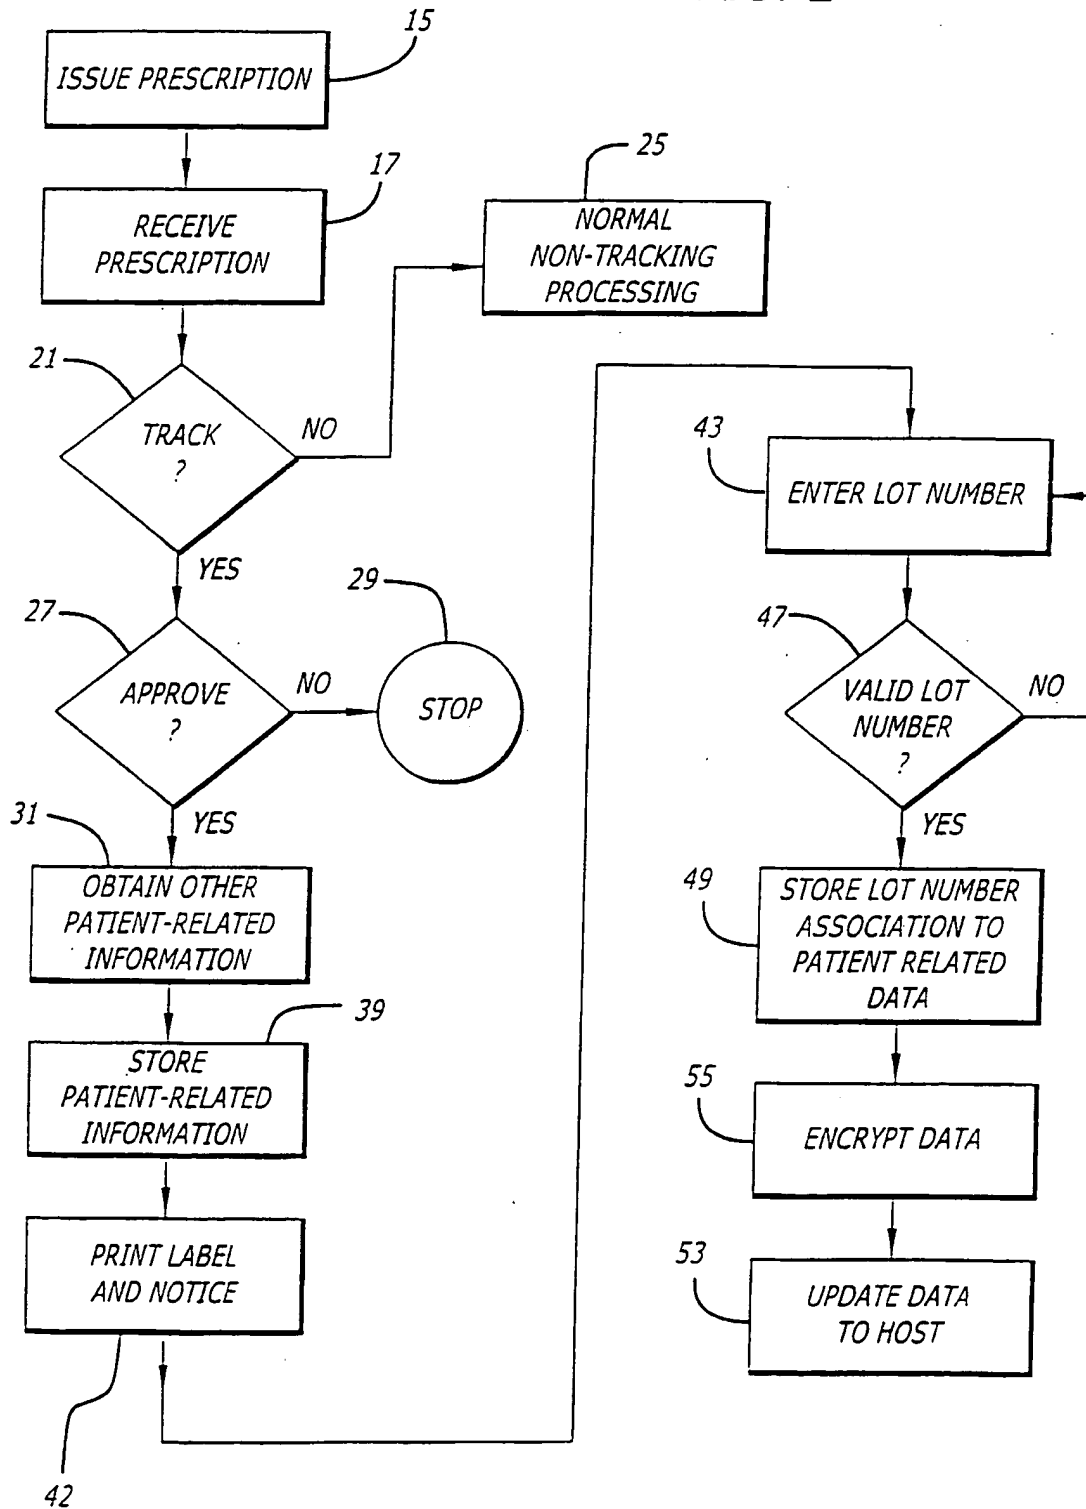 15
ISSUE PRESCRIPTION
17
RECEIVE
PRESCRIPTION
25
NORMAL
NON-TRACKING
PROCESSING
21
TRACK
?
NO
YES
27
APPROVE
?
NO
29
STOP
YES
31
OBTAIN OTHER
PATIENT-RELATED
INFORMATION
39
STORE
PATIENT-RELATED
INFORMATION
PRINT LABEL
AND NOTICE
42
43
ENTER LOT NUMBER
47
VALID LOT
NUMBER
?
NO
YES
49
STORE LOT NUMBER
ASSOCIATION TO
PATIENT RELATED
DATA
55
ENCRYPT DATA
53
UPDATE DATA
TO HOST